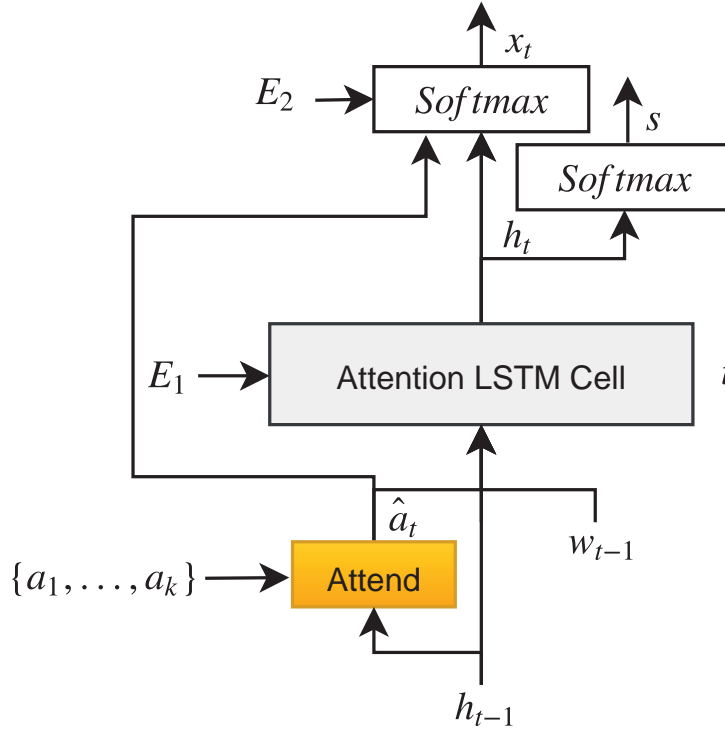 x_t
E_2
Softmax
s
Softmax
h_t
E_1
Attention LSTM Cell
â_t
w_{t−1}
{a_1, . . . , a_k}
Attend
h_{t−1}